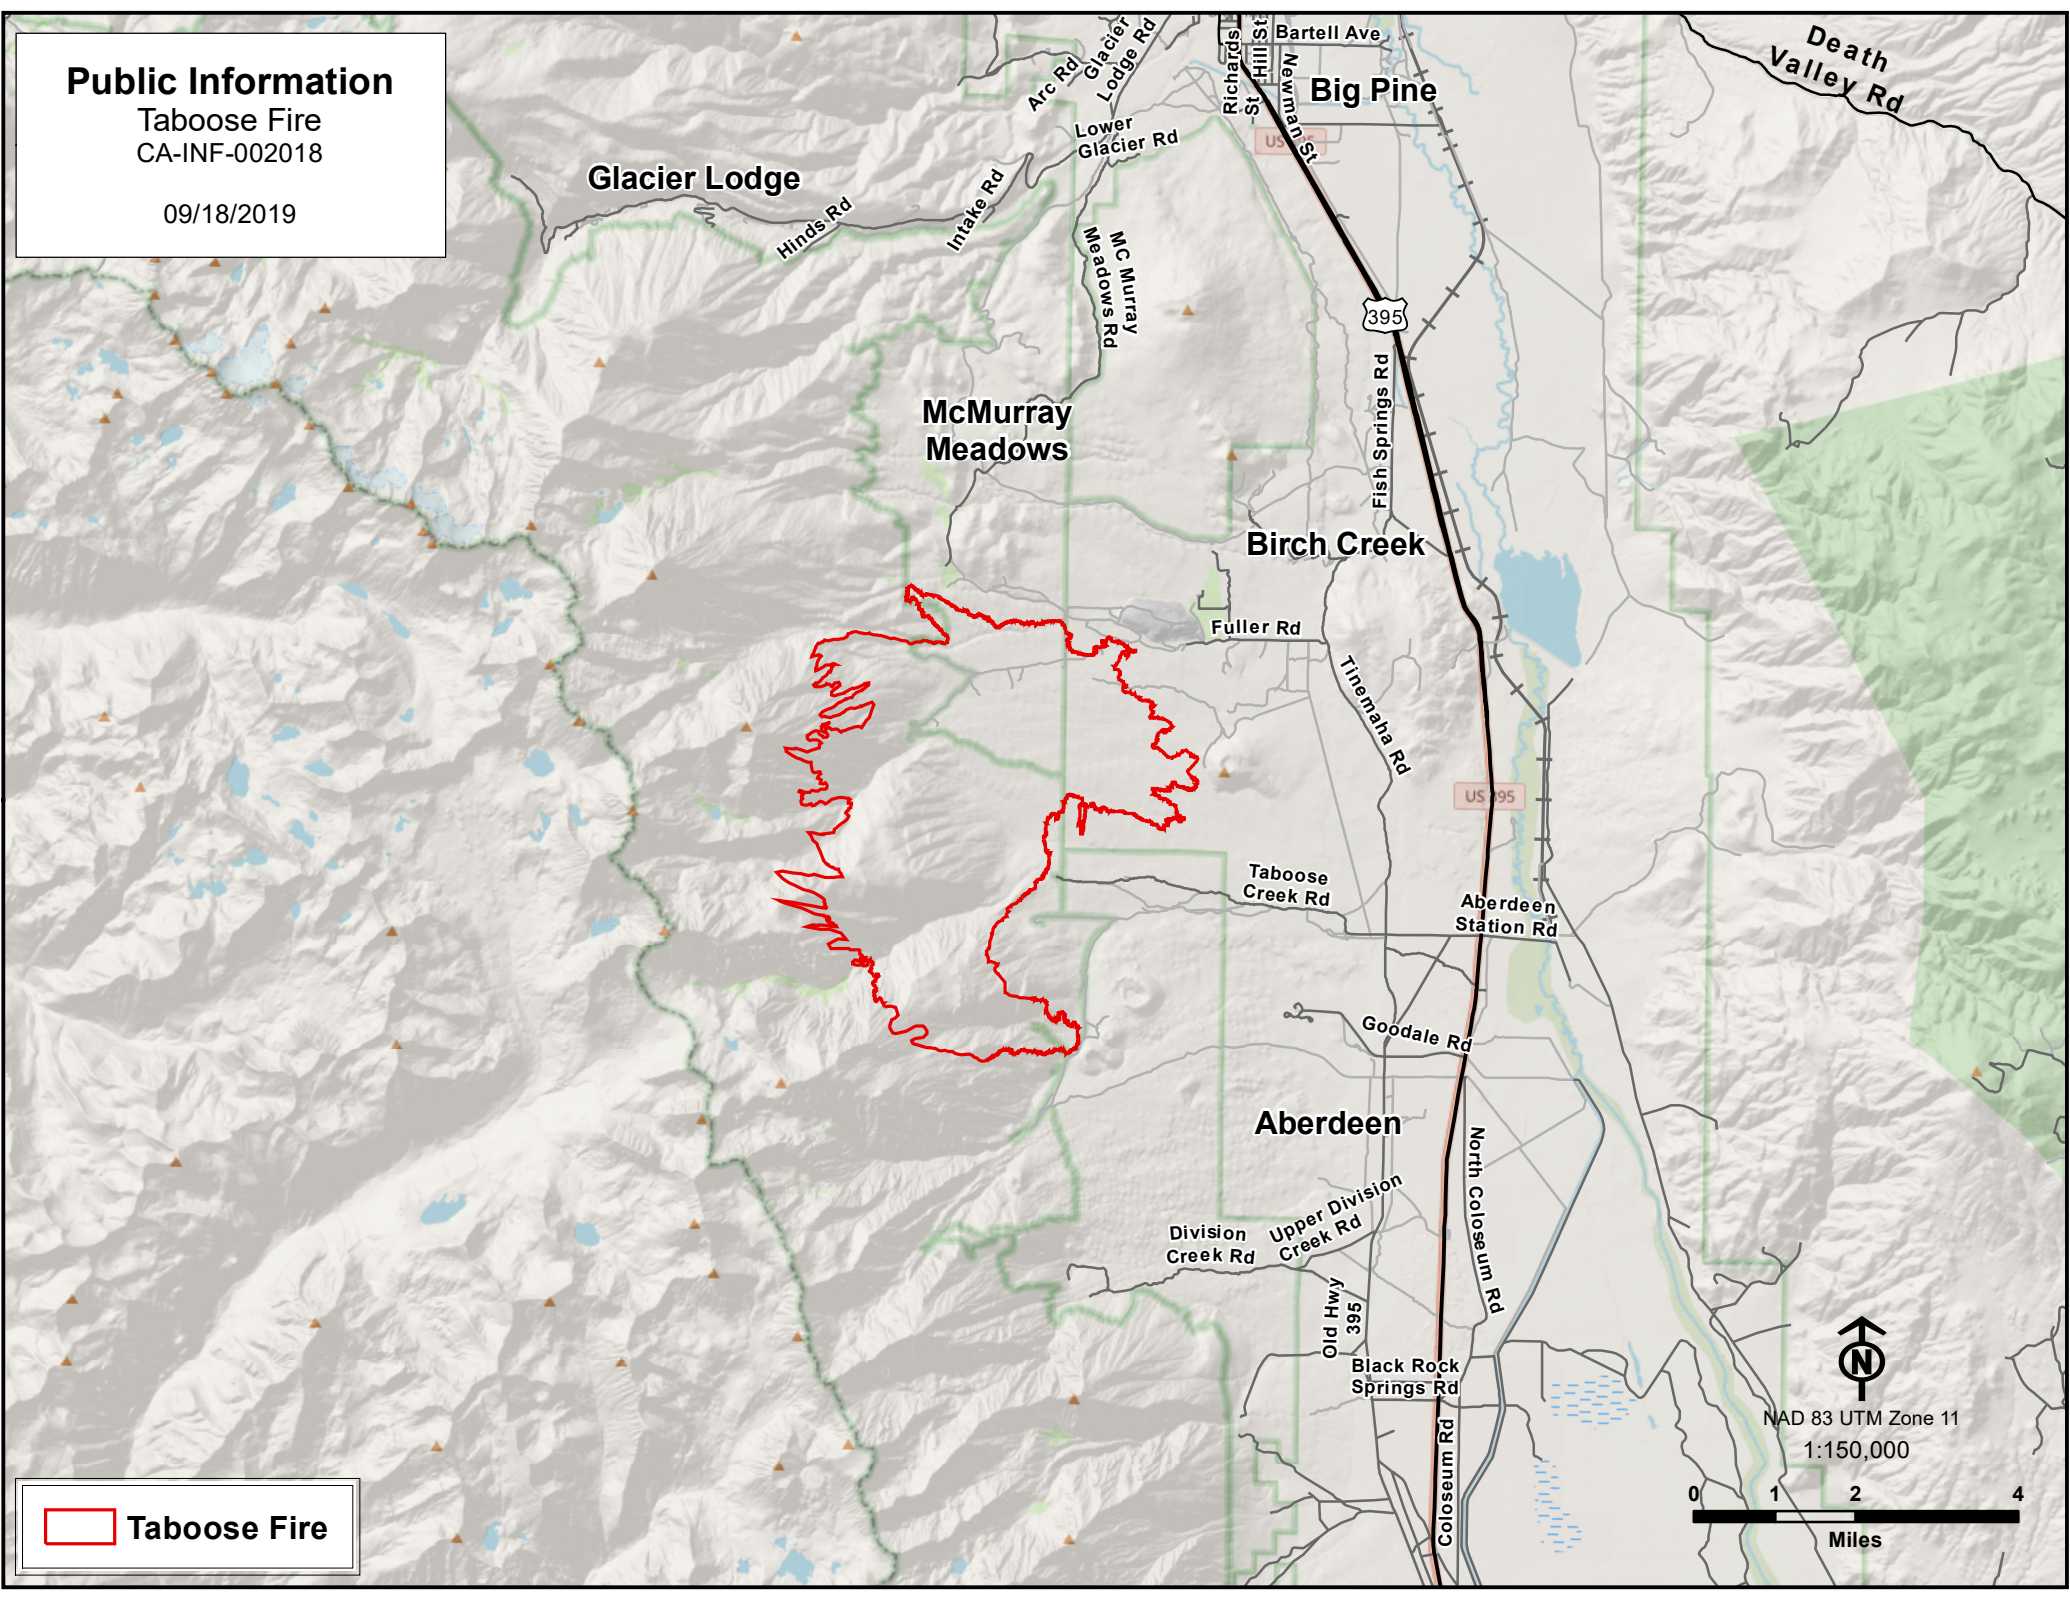 Public Information
Taboose Fire
CA-INF-002018
09/18/2019
Arc Rd
Glacier
Lodge Rd
Richards
St
Hill St
Newman St
Bartell Ave
Big Pine
Death
Valley Rd
Lower
Glacier Rd
US 395
Glacier Lodge
Hinds Rd
Intake Rd
MC Murray
Meadows Rd
395
McMurray
Meadows
Fish Springs Rd
Birch Creek
Fuller Rd
Tinemaha Rd
US 395
Taboose
Creek Rd
Aberdeen
Station Rd
Goodale Rd
Aberdeen
North Coloseum Rd
Division
Creek Rd
Upper Division
Creek Rd
Old Hwy
395
Black Rock
Springs Rd
Coloseum Rd
N
NAD 83 UTM Zone 11
1:150,000
0 1 2 4
Miles
Taboose Fire